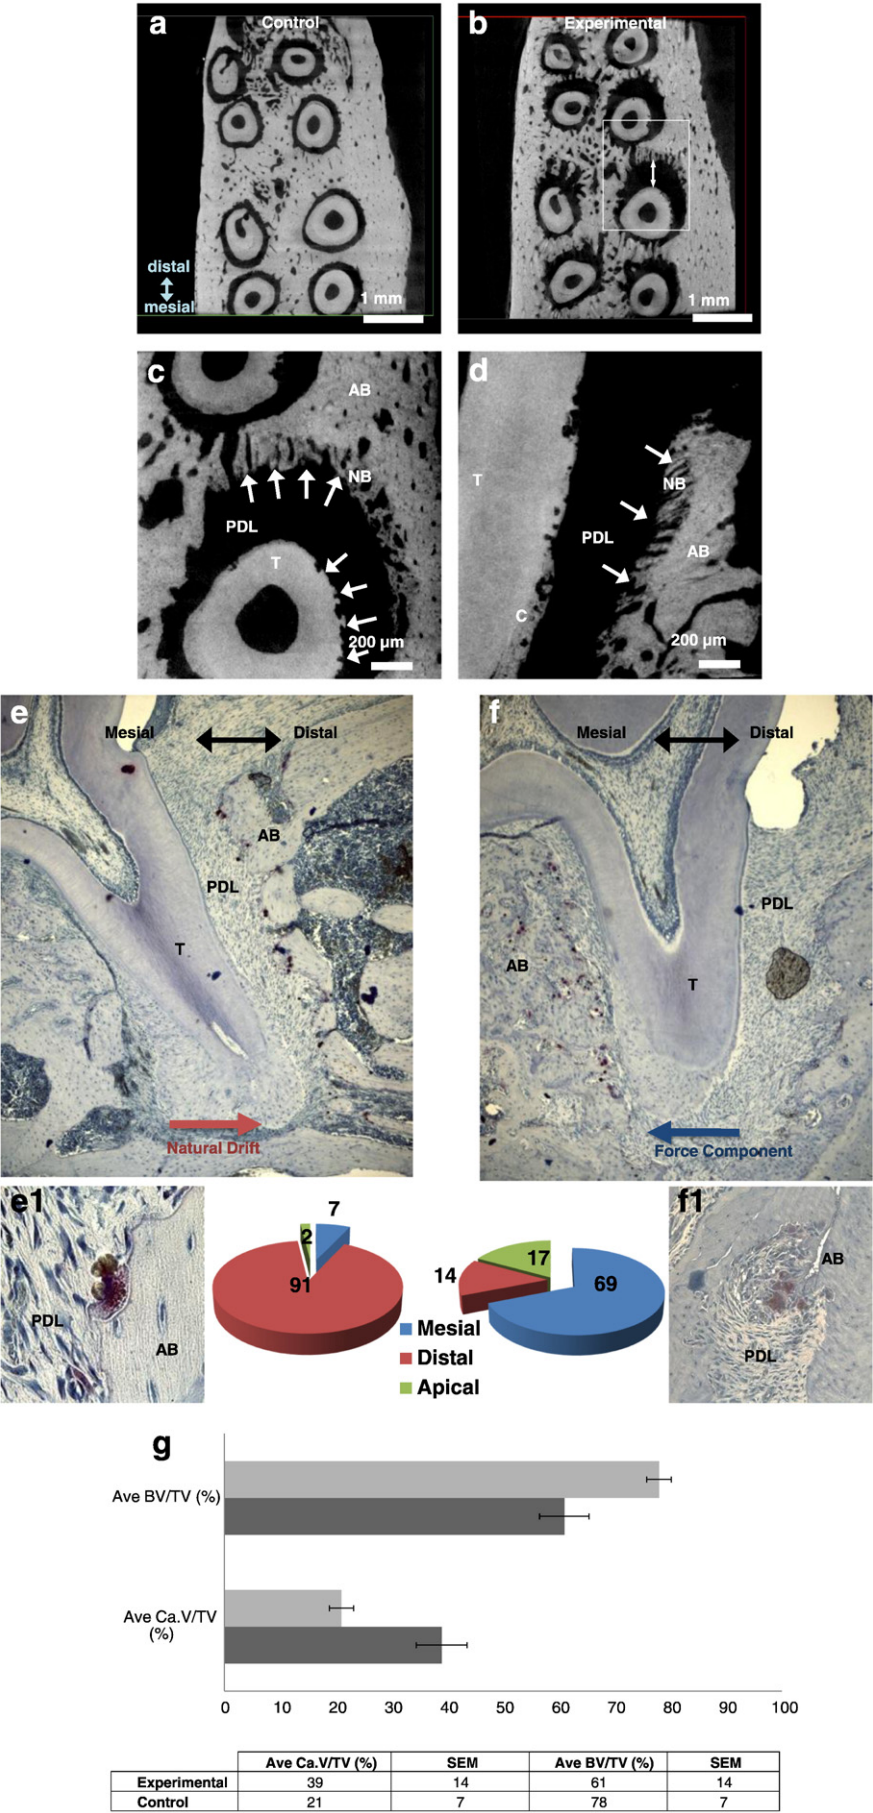 a
Control
distal
mesial
1 mm
b
Experimental
1 mm
c
AB
NB
PDL
T
200 µm
d
T
NB
PDL
AB
C
200 µm
e
Mesial
Distal
AB
PDL
T
Natural Drift
f
Mesial
Distal
PDL
AB
T
Force Component
e1
PDL
AB
7
2
91
17
14
69
Mesial
Distal
Apical
f1
AB
PDL
g
Ave BV/TV (%)
Ave Ca.V/TV
(%)
0 10 20 30 40 50 60 70 80 90 100
Ave Ca.V/TV (%) SEM Ave BV/TV (%) SEM
Experimental 39 14 61 14
Control 21 7 78 7